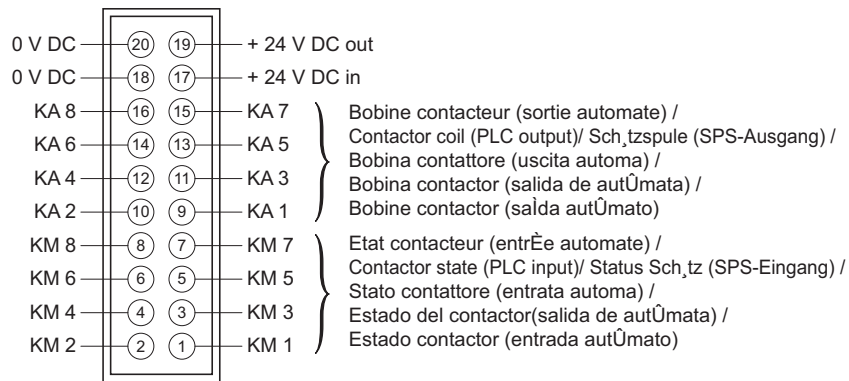 0 V DC 20 19 + 24 V DC out
0 V DC 18 17 + 24 V DC in
KA 8 16 15 KA 7
KA 6 14 13 KA 5
KA 4 12 11 KA 3
KA 2 10 9 KA 1
Bobine contacteur (sortie automate) /
Contactor coil (PLC output)/ Sch¸tzspule (SPS-Ausgang) /
Bobina contattore (uscita automa) /
Bobina contactor (salida de autÛmata) /
Bobine contactor (saÌda autÛmato)
KM 8 8 7 KM 7
KM 6 6 5 KM 5
KM 4 4 3 KM 3
KM 2 2 1 KM 1
Etat contacteur (entrÈe automate) /
Contactor state (PLC input)/ Status Sch¸tz (SPS-Eingang) /
Stato contattore (entrata automa) /
Estado del contactor(salida de autÛmata) /
Estado contactor (entrada autÛmato)